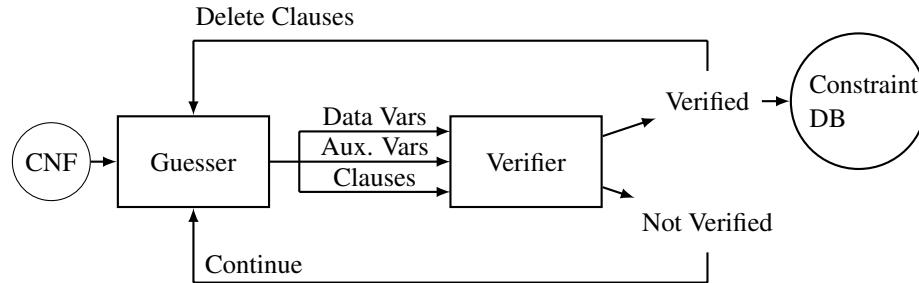 Delete Clauses
Constraint
DB
Verified
Data Vars
Aux. Vars
Clauses
CNF
Guesser
Verifier
Not Verified
Continue